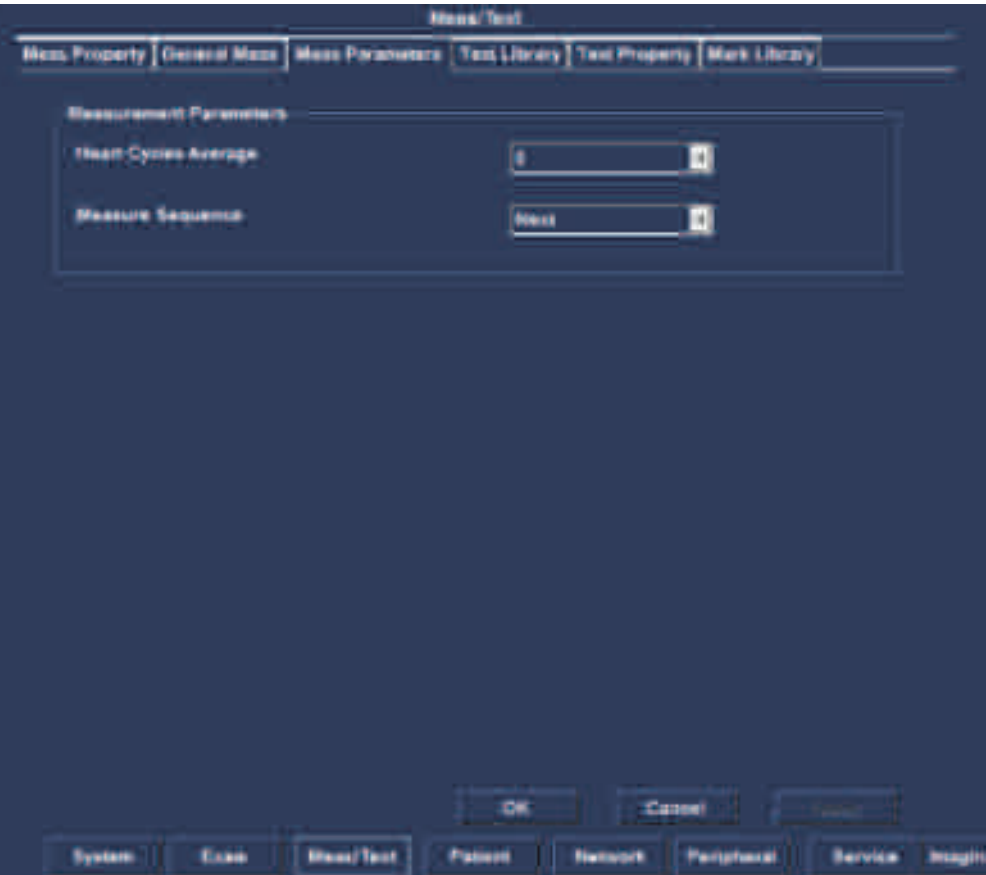 Meas/Text
Meas Property General Meas Meas Parameters Text Library Text Property Mark Library
Measurement Parameters
Heart Cycles Average
Measure Sequence Next
OK Cancel
System Exam Meas/Text Patient Network Peripheral Service Imagin